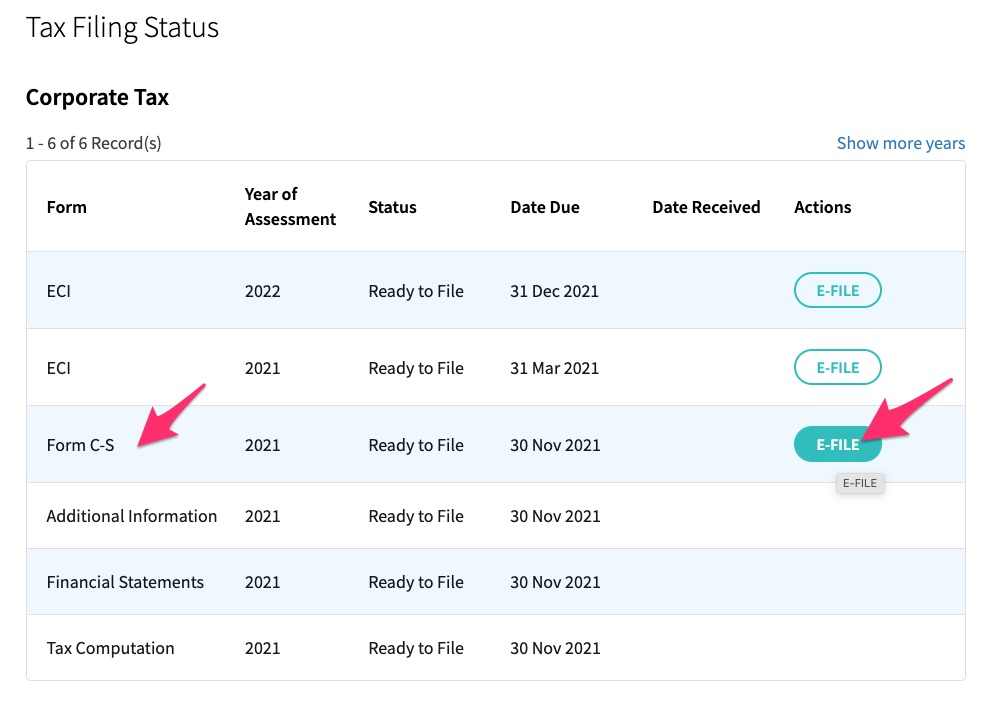 Tax Filing Status
Corporate Tax
1 - 6 of 6 Record(s) Show more years
Form Year of Assessment Status Date Due Date Received Actions
ECI 2022 Ready to File 31 Dec 2021 E-FILE
ECI 2021 Ready to File 31 Mar 2021 E-FILE
Form C-S 2021 Ready to File 30 Nov 2021 E-FILE
E-FILE
Additional Information 2021 Ready to File 30 Nov 2021
Financial Statements 2021 Ready to File 30 Nov 2021
Tax Computation 2021 Ready to File 30 Nov 2021